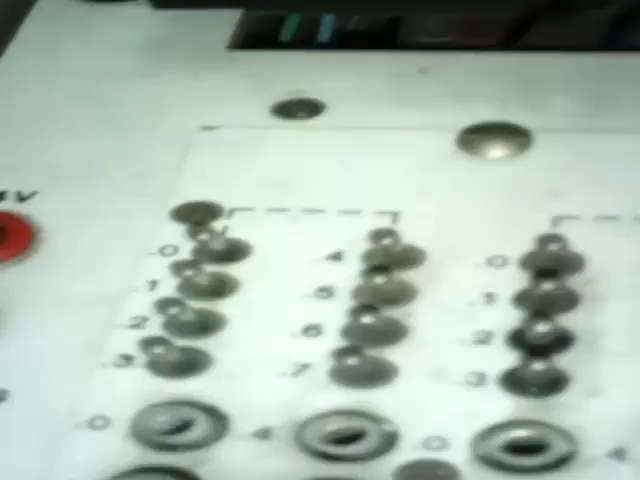 .0 .4 .0
.1 .5 .1
.2 .6 .2
.3 .7 .3
.0 .4 .0 .4